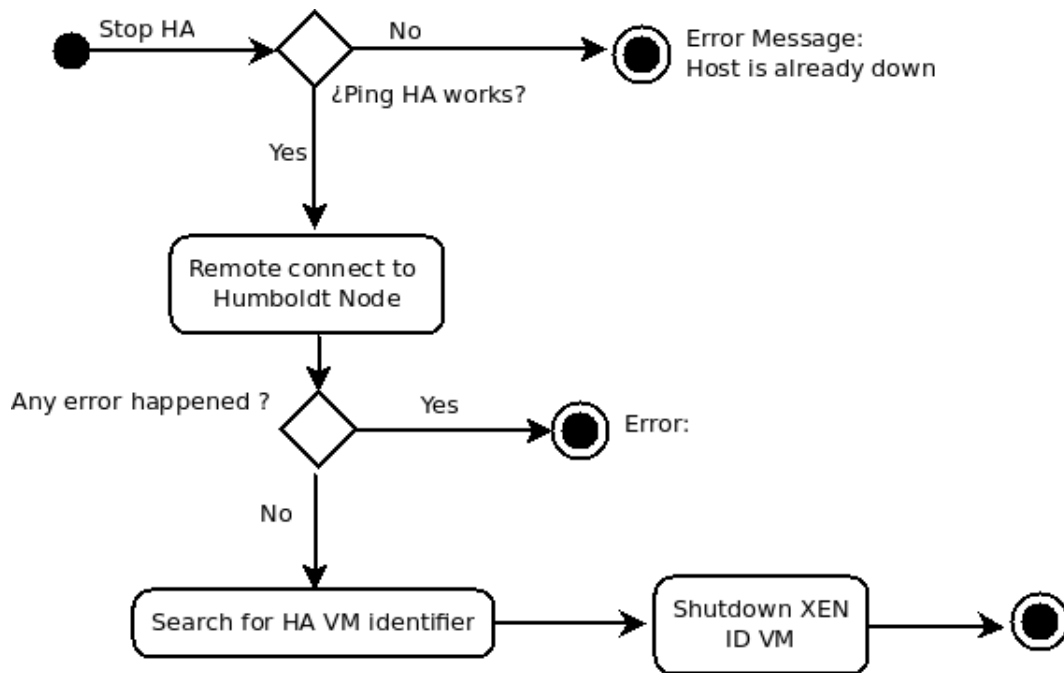 Stop HA
No
Error Message:
Host is already down
¿Ping HA works?
Yes
Remote connect to
Humboldt Node
Any error happened ?
Yes
Error:
No
Search for HA VM identifier
Shutdown XEN
ID VM